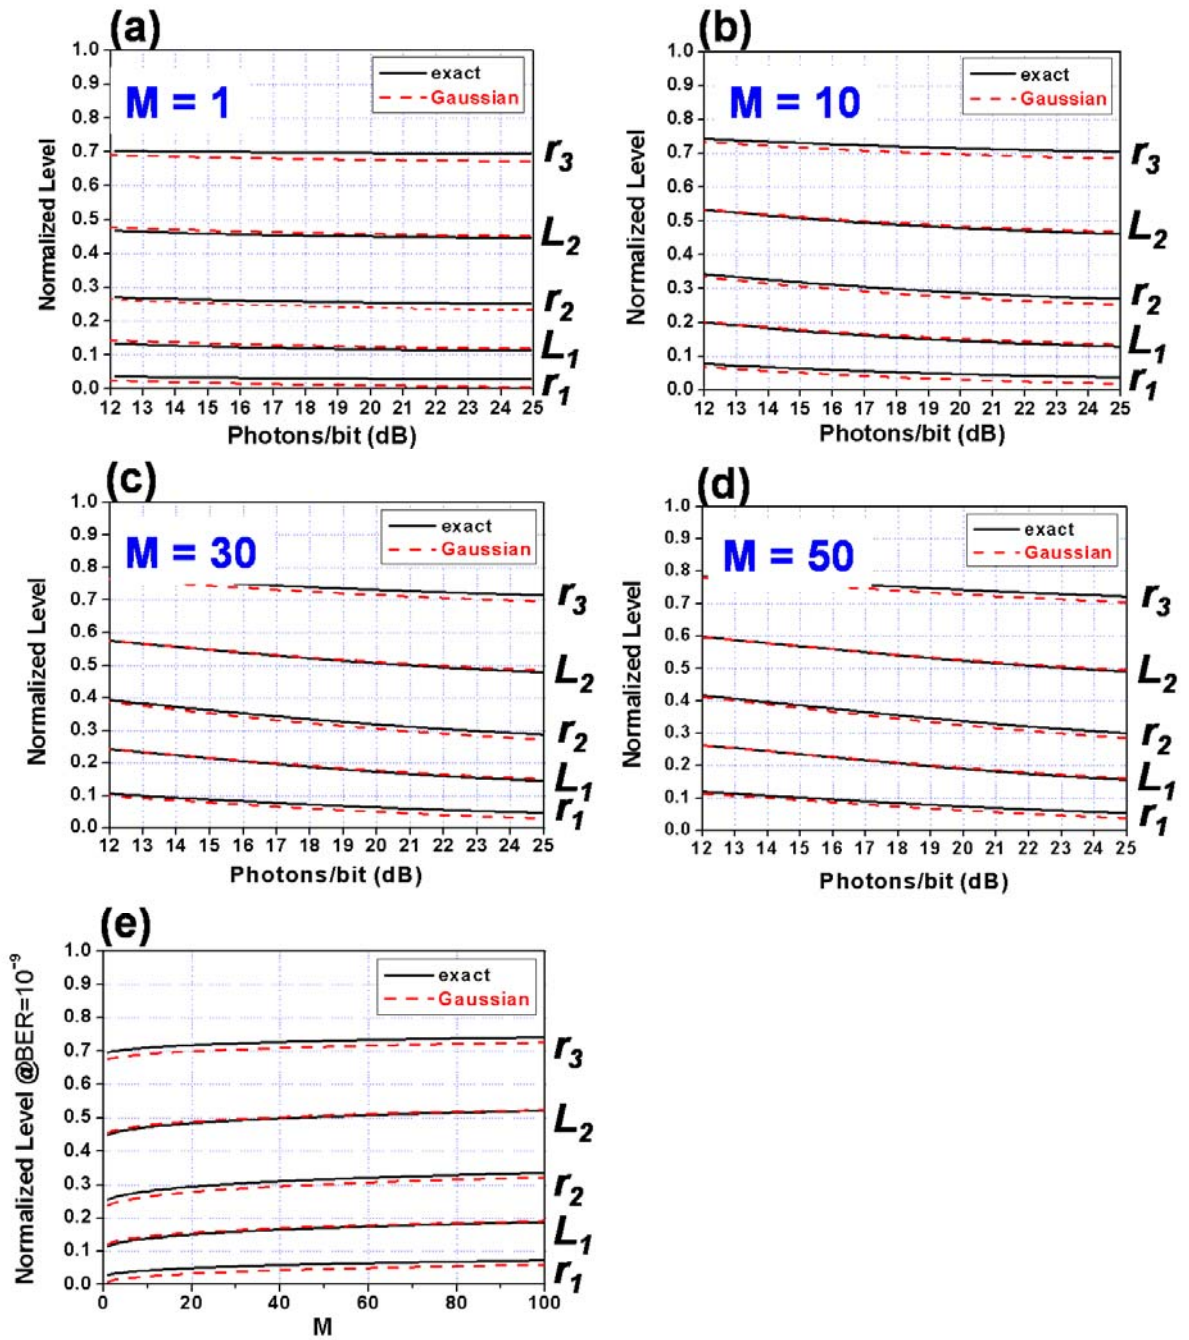 (a)
1.0
0.9
0.8
0.7
0.6
0.5
0.4
0.3
0.2
0.1
0.0
Normalized Level
M = 1
exact
Gaussian
r3
L2
r2
L1
r1
12 13 14 15 16 17 18 19 20 21 22 23 24 25
Photons/bit (dB)
(b)
1.0
0.9
0.8
0.7
0.6
0.5
0.4
0.3
0.2
0.1
0.0
Normalized Level
M = 10
exact
Gaussian
r3
L2
r2
L1
r1
12 13 14 15 16 17 18 19 20 21 22 23 24 25
Photons/bit (dB)
(c)
1.0
0.9
0.8
0.7
0.6
0.5
0.4
0.3
0.2
0.1
0.0
Normalized Level
M = 30
exact
Gaussian
r3
L2
r2
L1
r1
12 13 14 15 16 17 18 19 20 21 22 23 24 25
Photons/bit (dB)
(d)
1.0
0.9
0.8
0.7
0.6
0.5
0.4
0.3
0.2
0.1
0.0
Normalized Level
M = 50
exact
Gaussian
r3
L2
r2
L1
r1
12 13 14 15 16 17 18 19 20 21 22 23 24 25
Photons/bit (dB)
(e)
1.0
0.9
0.8
0.7
0.6
0.5
0.4
0.3
0.2
0.1
0.0
Normalized Level @BER=10⁻⁹
exact
Gaussian
r3
L2
r2
L1
r1
0 20 40 60 80 100
M